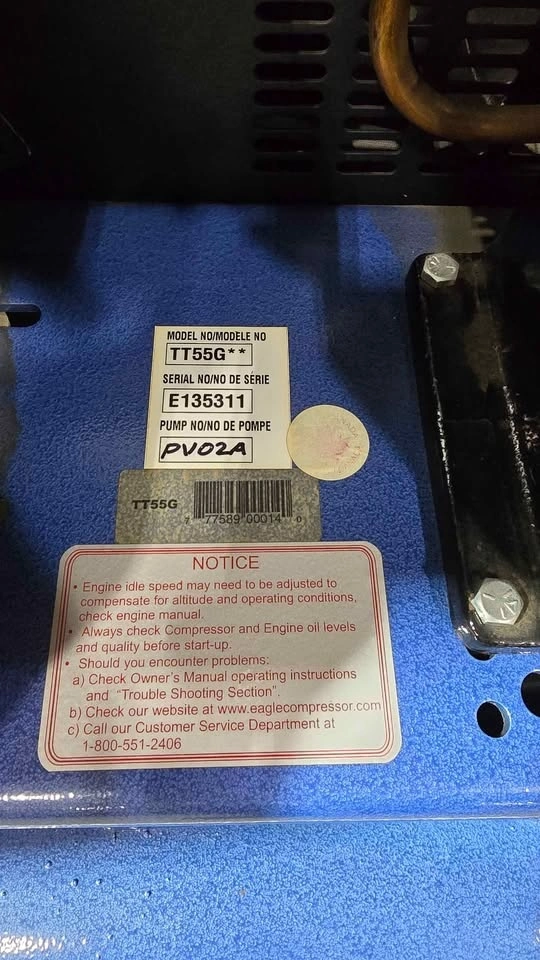 MODEL NO/MODÈLE NO
TT55G**
SERIAL NO/NO DE SÉRIE
E135311
PUMP NO/NO DE POMPE
PV02A
CANADA
TT55G
7 77589 00014 0
NOTICE
• Engine idle speed may need to be adjusted to
compensate for altitude and operating conditions,
check engine manual.
• Always check Compressor and Engine oil levels
and quality before start-up.
• Should you encounter problems:
a) Check Owner's Manual operating instructions
and "Trouble Shooting Section".
b) Check our website at www.eaglecompressor.com
c) Call our Customer Service Department at
1-800-551-2406